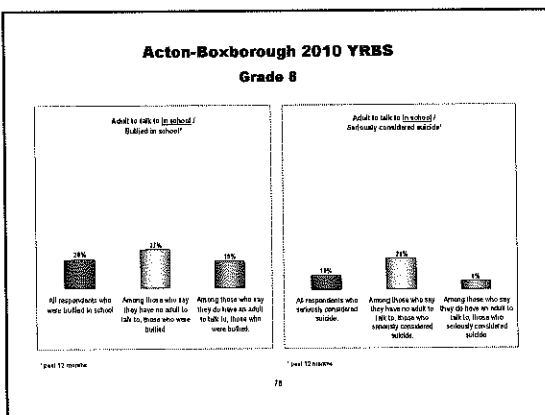 Acton-Boxborough 2010 YRBS
Grade 8
Adult to talk to in school /
Bullied in school*
20%
19%
All respondents who
were bullied in school
Among those who say
they have no adult to
talk to, those who were
bullied
Among those who say
they do have an adult
to talk to, those who
were bullied.
* past 12 months
Adult to talk to in school /
Seriously considered suicide*
10%
All respondents who
seriously considered
suicide.
Among those who say
they have no adult to
talk to, those who
seriously considered
suicide.
Among those who say
they do have an adult
to talk to, those who
seriously considered
suicide
* past 12 months